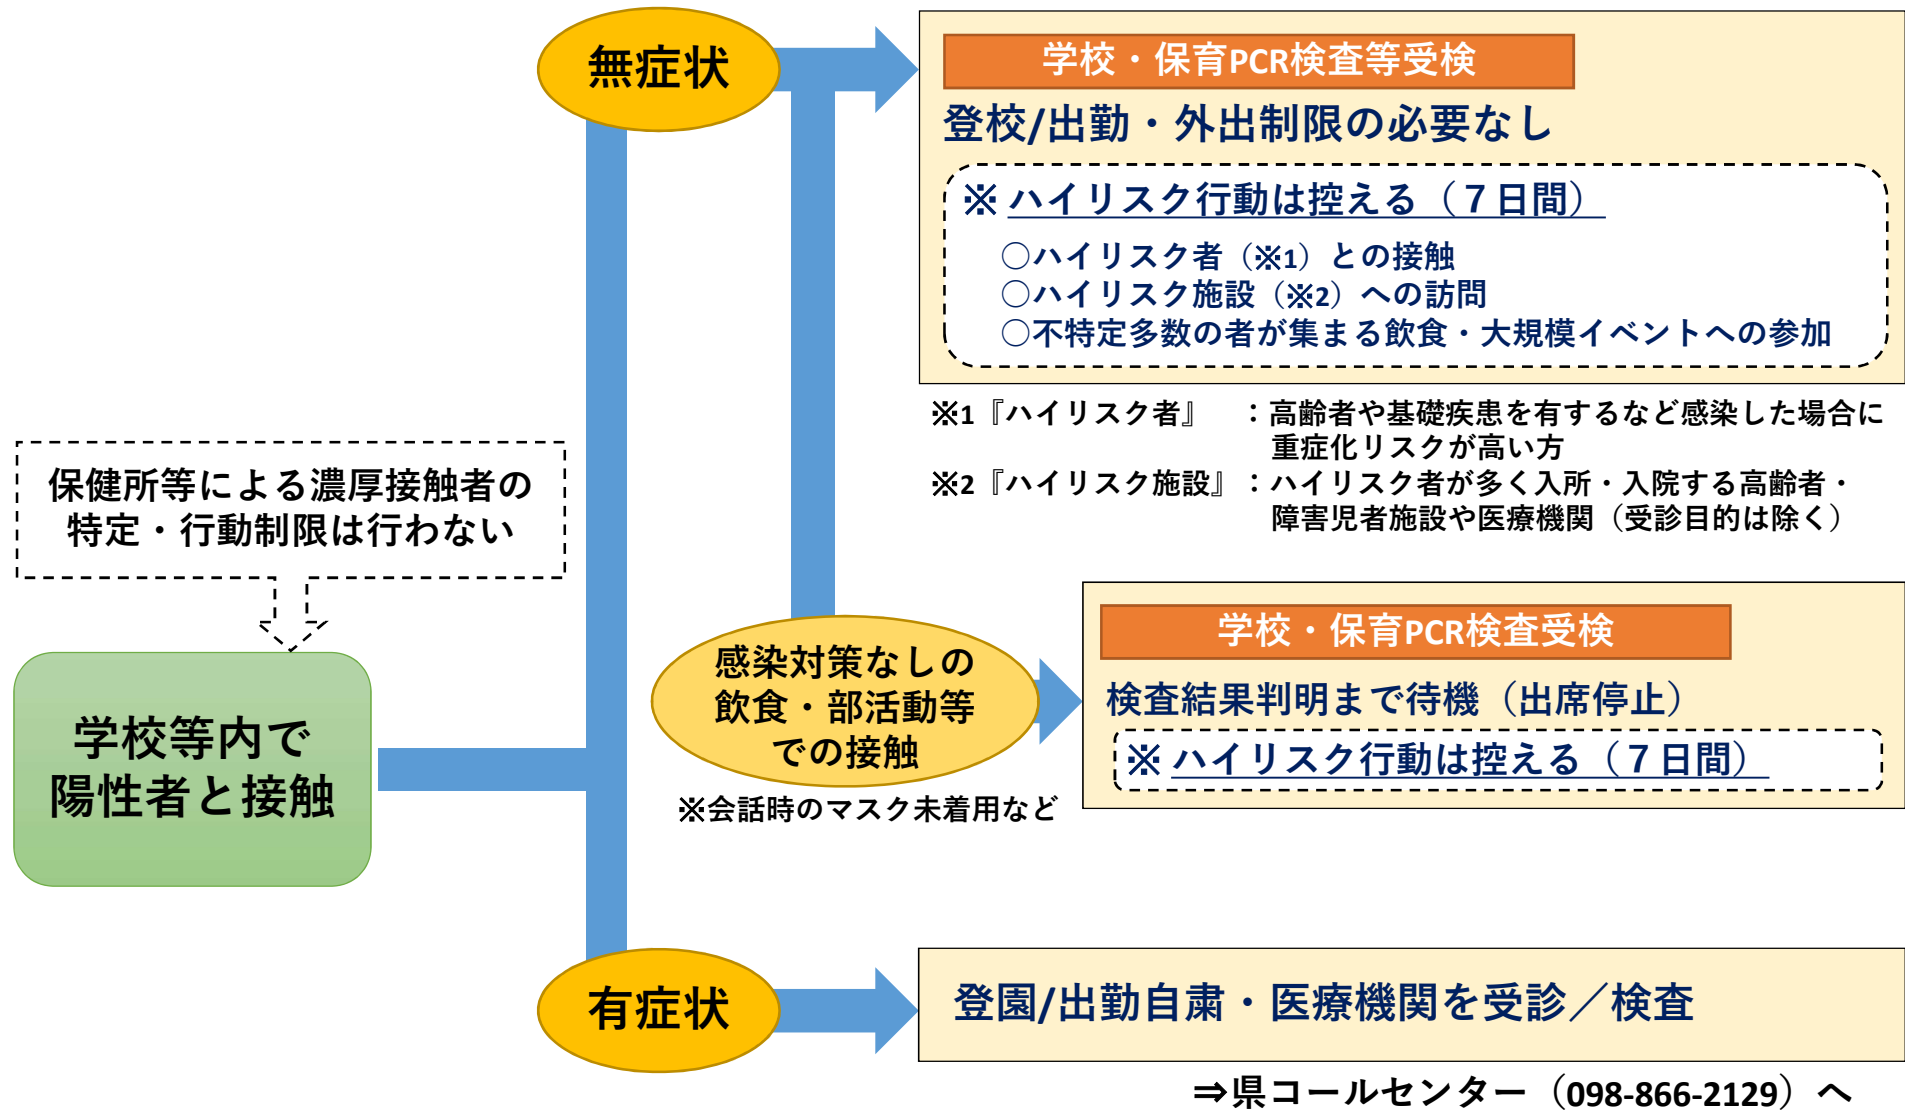 無症状
学校・保育PCR検査等受検
登校/出勤・外出制限の必要なし
※ ハイリスク行動は控える（７日間）
○ハイリスク者（※1）との接触
○ハイリスク施設（※2）への訪問
○不特定多数の者が集まる飲食・大規模イベントへの参加
※1『ハイリスク者』　：高齢者や基礎疾患を有するなど感染した場合に
重症化リスクが高い方
※2『ハイリスク施設』：ハイリスク者が多く入所・入院する高齢者・
障害児者施設や医療機関（受診目的は除く）
保健所等による濃厚接触者の
特定・行動制限は行わない
学校等内で
陽性者と接触
感染対策なしの
飲食・部活動等
での接触
※会話時のマスク未着用など
学校・保育PCR検査受検
検査結果判明まで待機（出席停止）
※ ハイリスク行動は控える（７日間）
有症状
登園/出勤自粛・医療機関を受診／検査
⇒県コールセンター（098-866-2129）へ